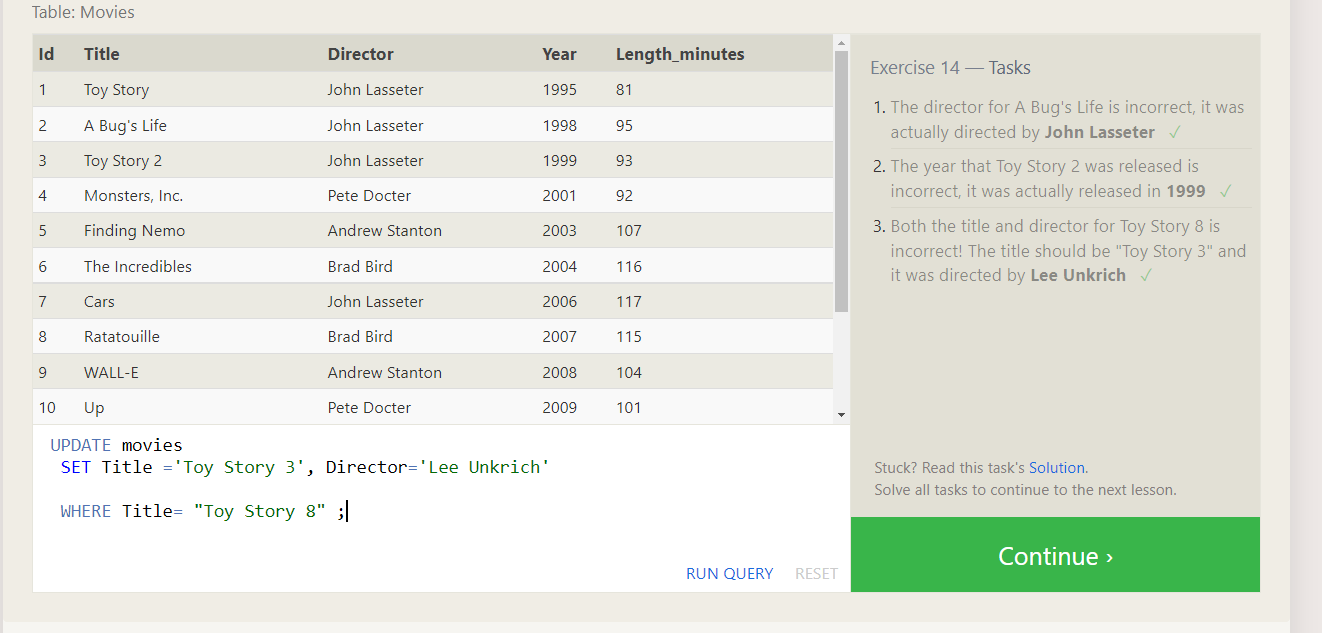 Table: Movies
Id Title Director Year Length_minutes
1 Toy Story John Lasseter 1995 81
2 A Bug's Life John Lasseter 1998 95
3 Toy Story 2 John Lasseter 1999 93
4 Monsters, Inc. Pete Docter 2001 92
5 Finding Nemo Andrew Stanton 2003 107
6 The Incredibles Brad Bird 2004 116
7 Cars John Lasseter 2006 117
8 Ratatouille Brad Bird 2007 115
9 WALL-E Andrew Stanton 2008 104
10 Up Pete Docter 2009 101
UPDATE movies
SET Title ='Toy Story 3', Director='Lee Unkrich'
WHERE Title= "Toy Story 8" ;
RUN QUERY RESET
Exercise 14 — Tasks
1. The director for A Bug's Life is incorrect, it was
actually directed by John Lasseter ✓
2. The year that Toy Story 2 was released is
incorrect, it was actually released in 1999 ✓
3. Both the title and director for Toy Story 8 is
incorrect! The title should be "Toy Story 3" and
it was directed by Lee Unkrich ✓
Stuck? Read this task's Solution.
Solve all tasks to continue to the next lesson.
Continue ›